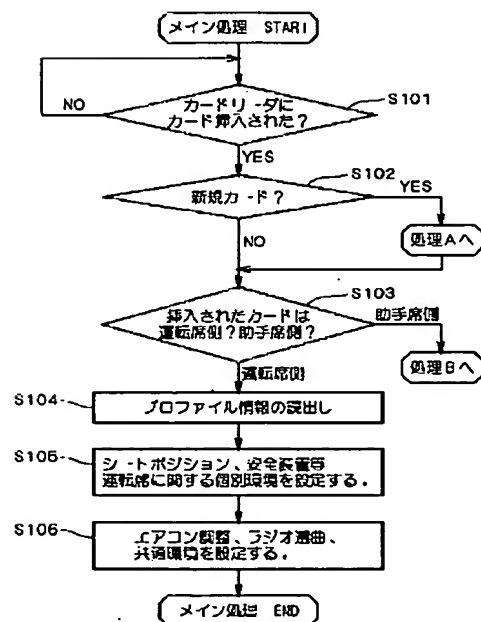 メイン処理 START
カードリーダに
カード挿入された？
S101
NO
YES
S102
新規カード？
YES
処理Aへ
NO
S103
挿入されたカードは
運転席側？助手席側？
助手席側
処理Bへ
運転席側
S104
プロファイル情報の読出し
S105
シートポジション、安全装置等
運転席に関する個別環境を設定する．
S106
エアコン調整、ラジオ選曲、
共通環境を設定する．
メイン処理 END